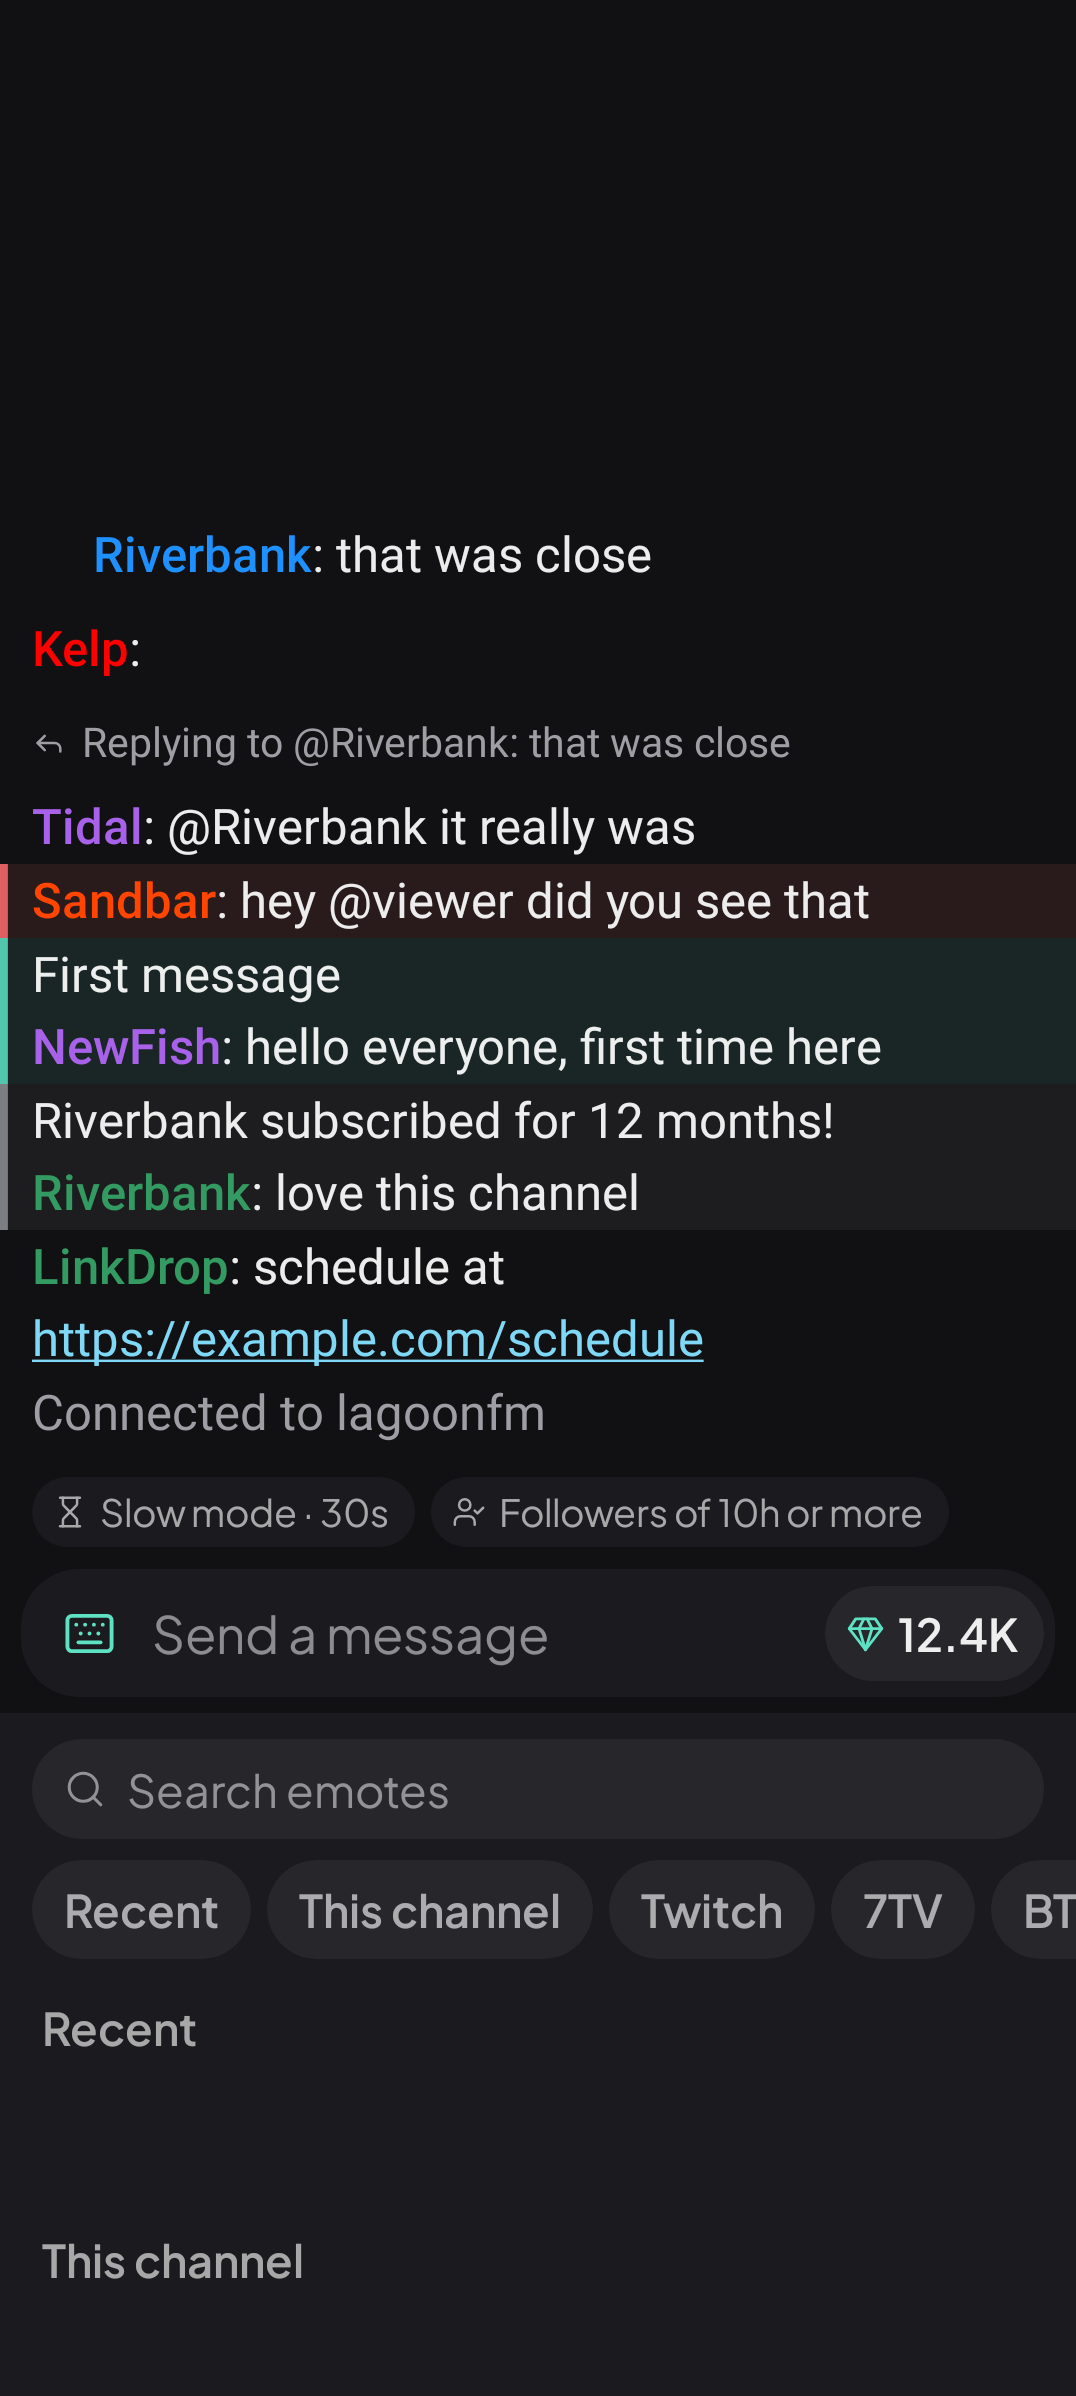 Riverbank: that was close
Kelp:
Replying to @Riverbank: that was close
Tidal: @Riverbank it really was
Sandbar: hey @viewer did you see that
First message
NewFish: hello everyone, first time here
Riverbank subscribed for 12 months!
Riverbank: love this channel
LinkDrop: schedule at
https://example.com/schedule
Connected to lagoonfm
Slow mode · 30s
Followers of 10h or more
Send a message
12.4K
Search emotes
Recent
This channel
Twitch
7TV
BT
Recent
This channel